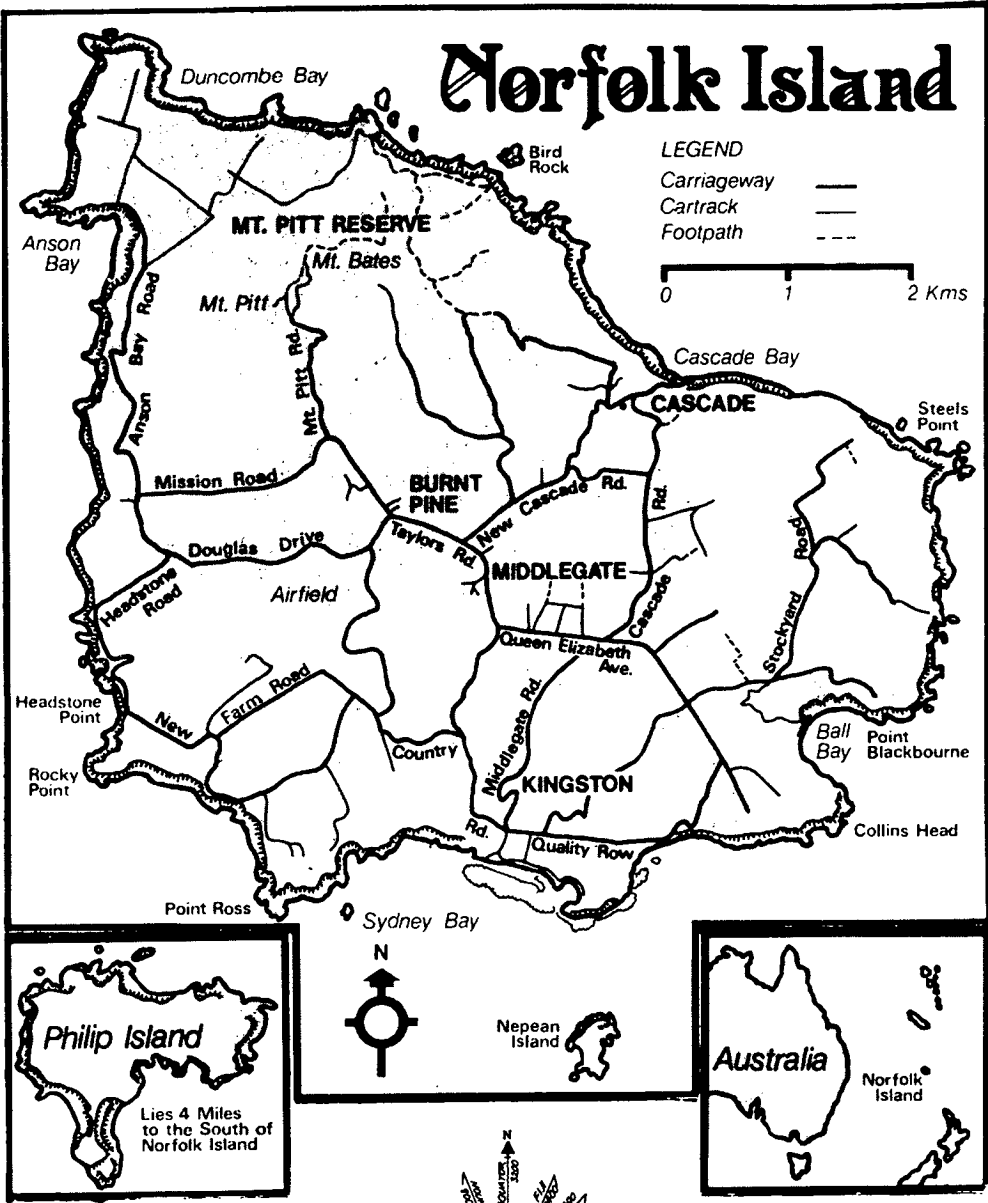 Norfolk Island
Duncombe Bay
Bird
Rock
LEGEND
Carriageway
Cartrack
Footpath
0 1 2 Kms
Anson
Bay
MT. PITT RESERVE
Mt. Bates
Mt. Pitt
Mt. Pitt Rd.
Anson Bay Road
Cascade Bay
CASCADE
Steels
Point
Mission Road
BURNT
PINE
New Cascade Rd.
Taylors Rd.
Douglas Drive
Headstone
Road
Airfield
MIDDLEGATE
Cascade Rd.
Stockyard Road
Queen Elizabeth
Ave.
Middlegate Rd.
Headstone
Point
New Farm Road
Country Rd.
Rocky
Point
KINGSTON
Quality Row
Ball
Bay
Point
Blackbourne
Collins Head
Point Ross
Sydney Bay
N
Nepean
Island
Philip Island
Lies 4 Miles
to the South of
Norfolk Island
Australia
Norfolk
Island
N